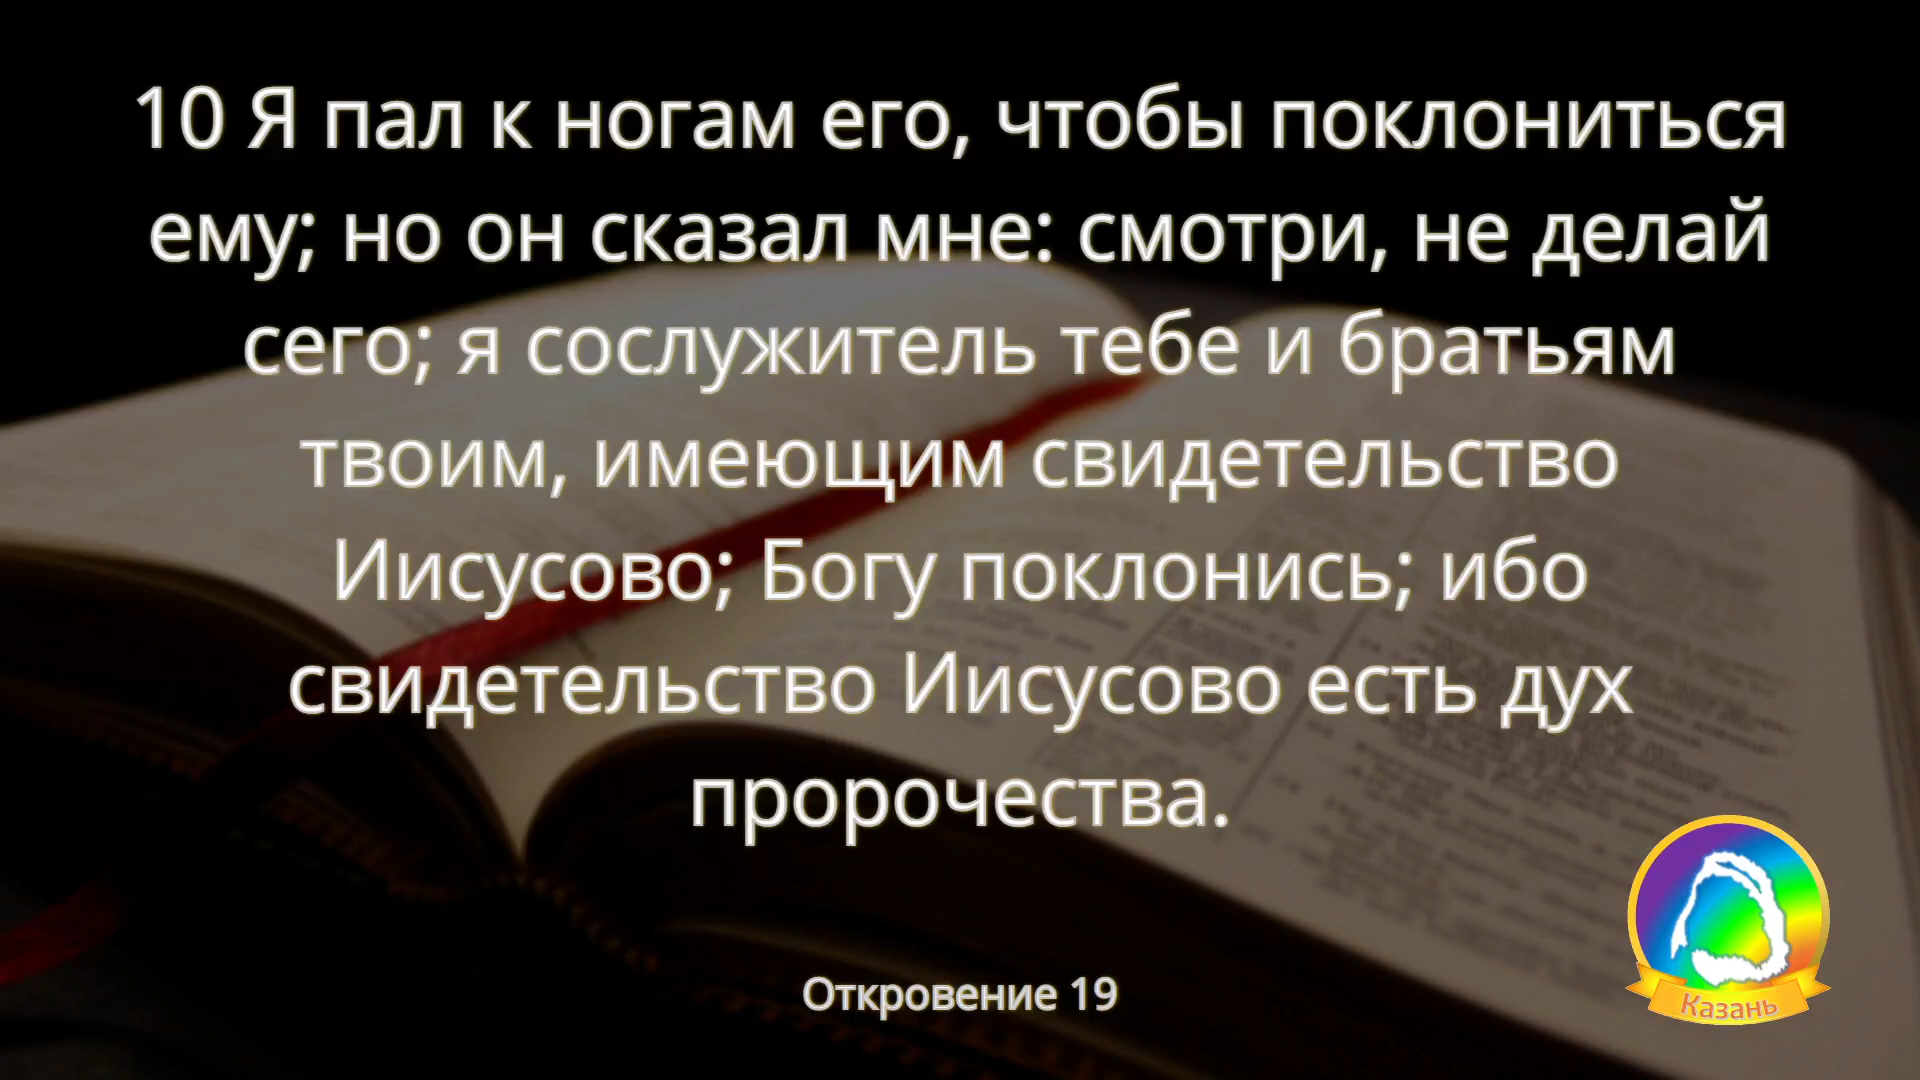 10 Я пал к ногам его, чтобы поклониться
ему; но он сказал мне: смотри, не делай
сего; я сослужитель тебе и братьям
твоим, имеющим свидетельство
Иисусово; Богу поклонись; ибо
свидетельство Иисусово есть дух
пророчества.
Откровение 19
Казань